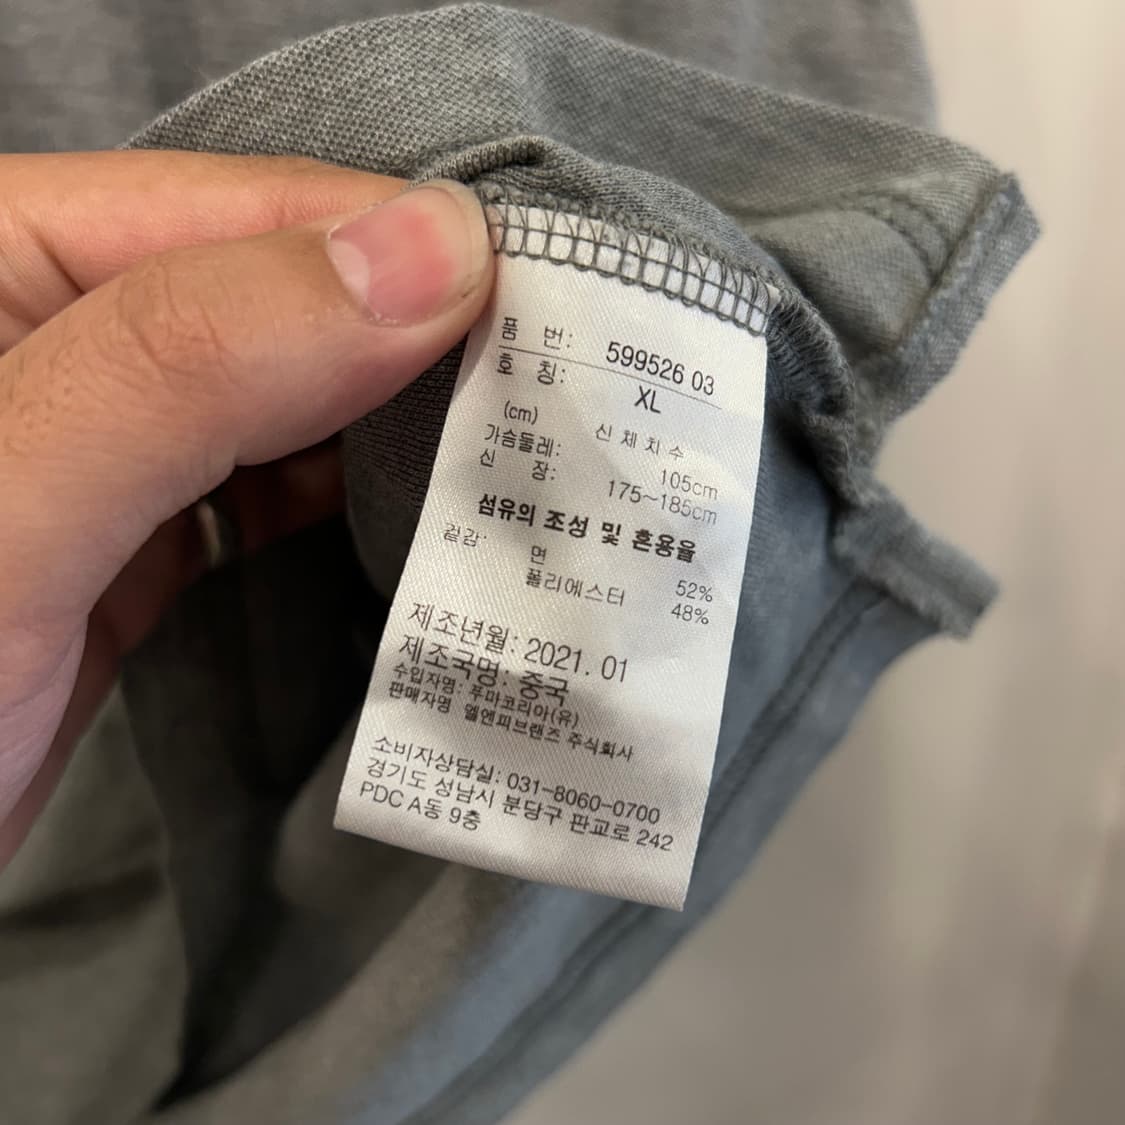 품 번: 599526 03
호 칭: XL
(cm) 신체치수
가슴둘레: 105cm
신 장: 175~185cm
섬유의 조성 및 혼용율
겉감: 면 52%
폴리에스터 48%
제조년월: 2021. 01
제조국명: 중국
수입자명: 푸마코리아(유)
판매자명 엘엔피브랜즈 주식회사
소비자상담실: 031-8060-0700
경기도 성남시 분당구 판교로 242
PDC A동 9층